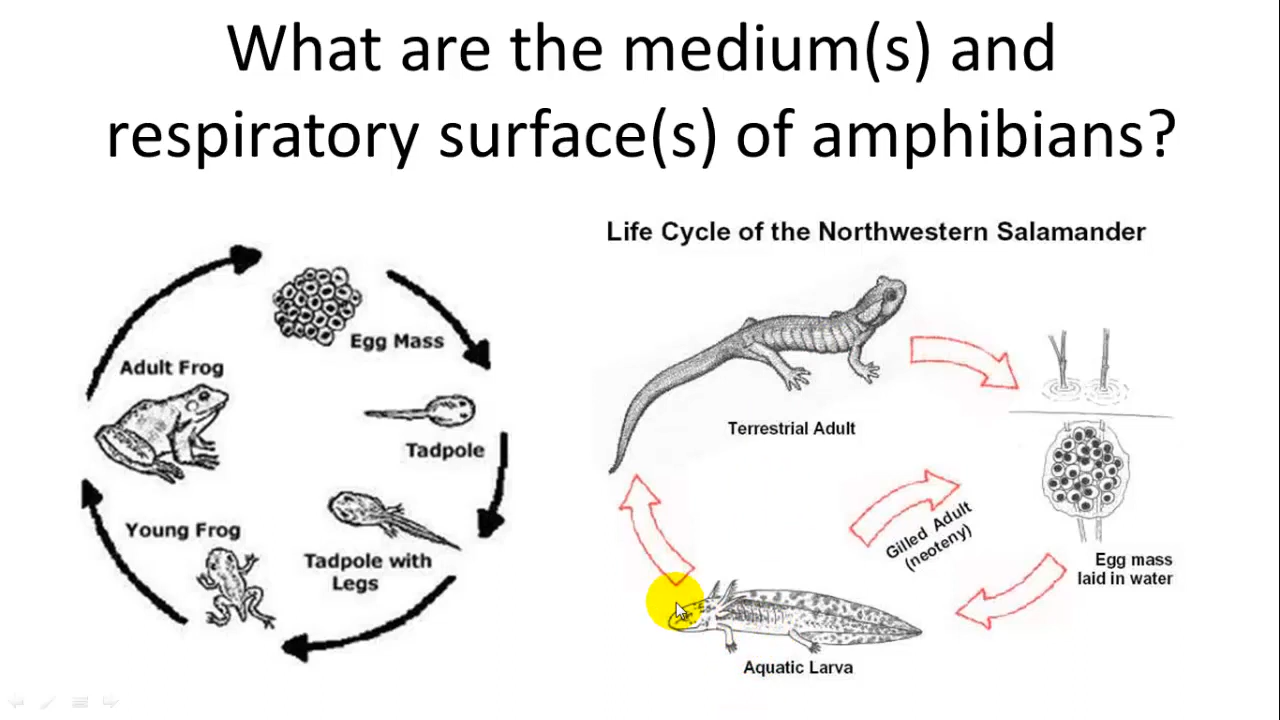 What are the medium(s) and
respiratory surface(s) of amphibians?
Life Cycle of the Northwestern Salamander
Egg Mass
Adult Frog
Tadpole
Young Frog
Tadpole with
Legs
Terrestrial Adult
Gilled Adult
(neoteny)
Egg mass
laid in water
Aquatic Larva